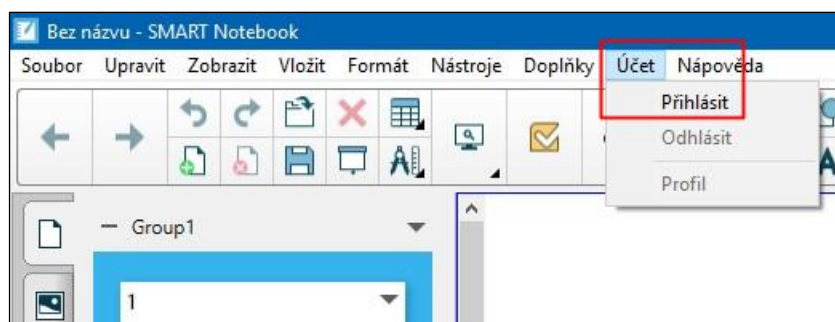 Bez názvu - SMART Notebook
Soubor Upravit Zobrazit Vložit Formát Nástroje Doplňky Účet Nápověda
Přihlásit
Odhlásit
Profil
Group1
1